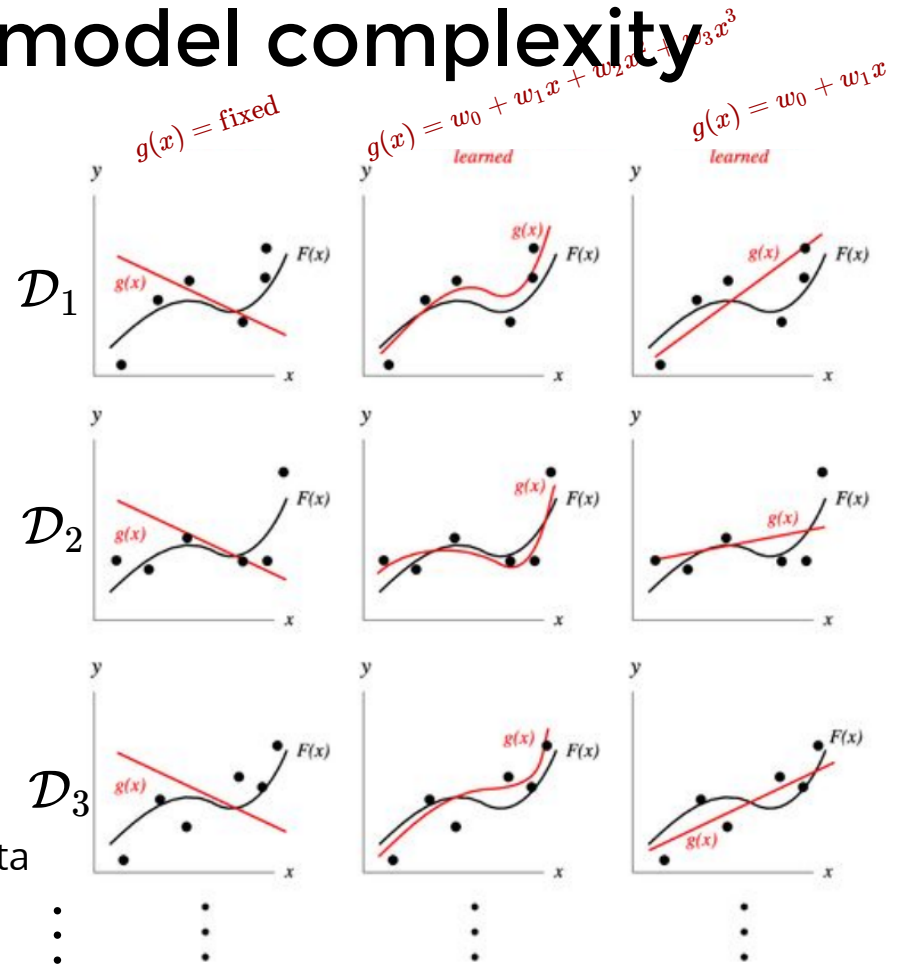 model complexity
g(x) = fixed
g(x) = w₀ + w₁x + w₂x² + w₃x³
g(x) = w₀ + w₁x
learned
learned
y
y
y
𝒟₁
g(x)
F(x)
x
g(x)
F(x)
x
g(x)
F(x)
x
y
y
y
𝒟₂
g(x)
F(x)
x
g(x)
F(x)
x
g(x)
F(x)
x
y
y
y
𝒟₃
g(x)
F(x)
x
g(x)
F(x)
x
g(x)
F(x)
x
ta